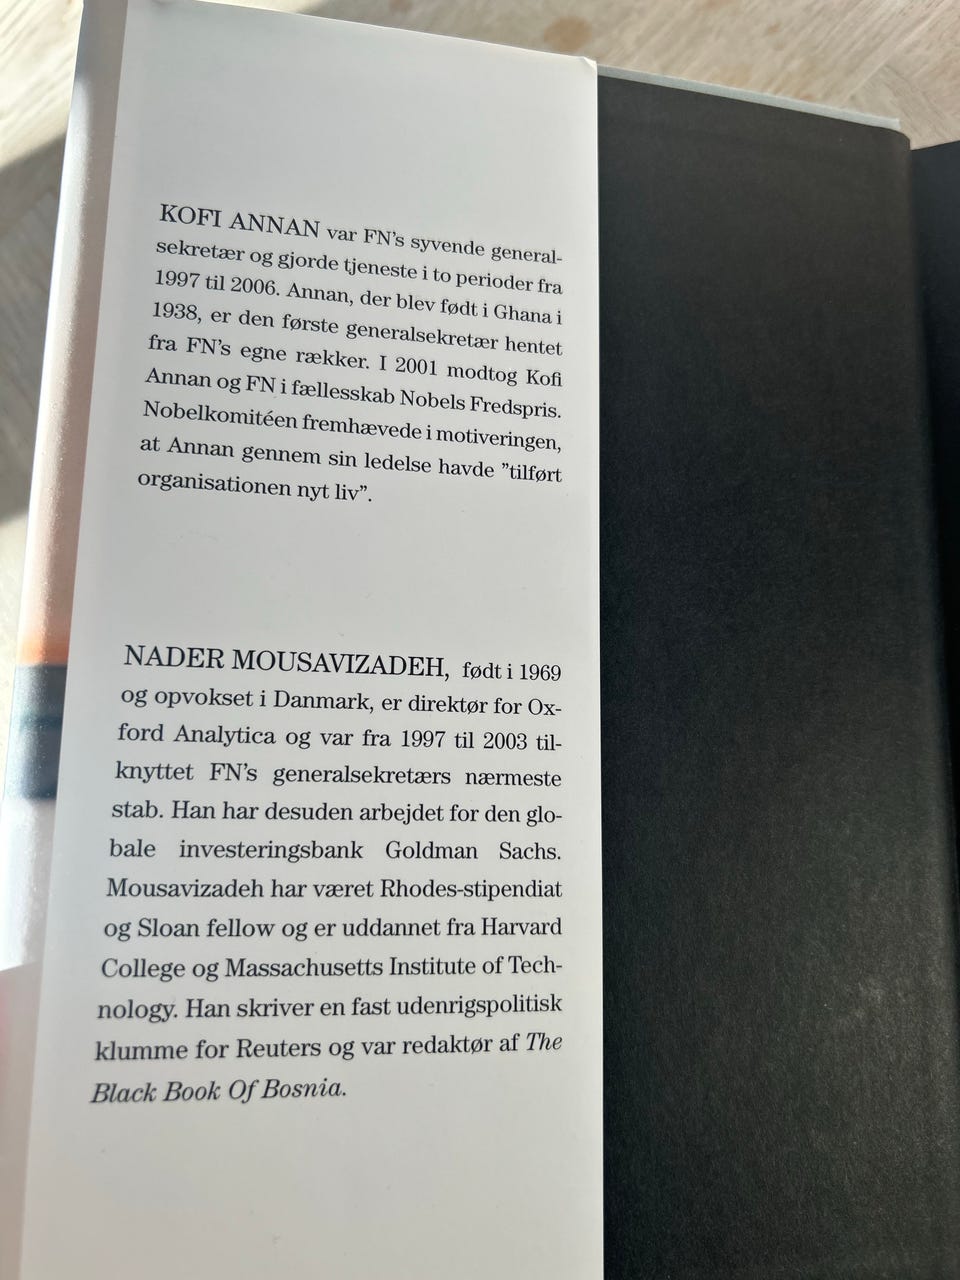 KOFI ANNAN var FN's syvende general-
sekretær og gjorde tjeneste i to perioder fra
1997 til 2006. Annan, der blev født i Ghana i
1938, er den første generalsekretær hentet
fra FN's egne rækker. I 2001 modtog Kofi
Annan og FN i fællesskab Nobels Fredspris.
Nobelkomitéen fremhævede i motiveringen,
at Annan gennem sin ledelse havde ”tilført
organisationen nyt liv”.
NADER MOUSAVIZADEH, født i 1969
og opvokset i Danmark, er direktør for Ox-
ford Analytica og var fra 1997 til 2003 til-
knyttet FN's generalsekretærs nærmeste
stab. Han har desuden arbejdet for den glo-
bale investeringsbank Goldman Sachs.
Mousavizadeh har været Rhodes-stipendiat
og Sloan fellow og er uddannet fra Harvard
College og Massachusetts Institute of Tech-
nology. Han skriver en fast udenrigspolitisk
klumme for Reuters og var redaktør af The
Black Book Of Bosnia.